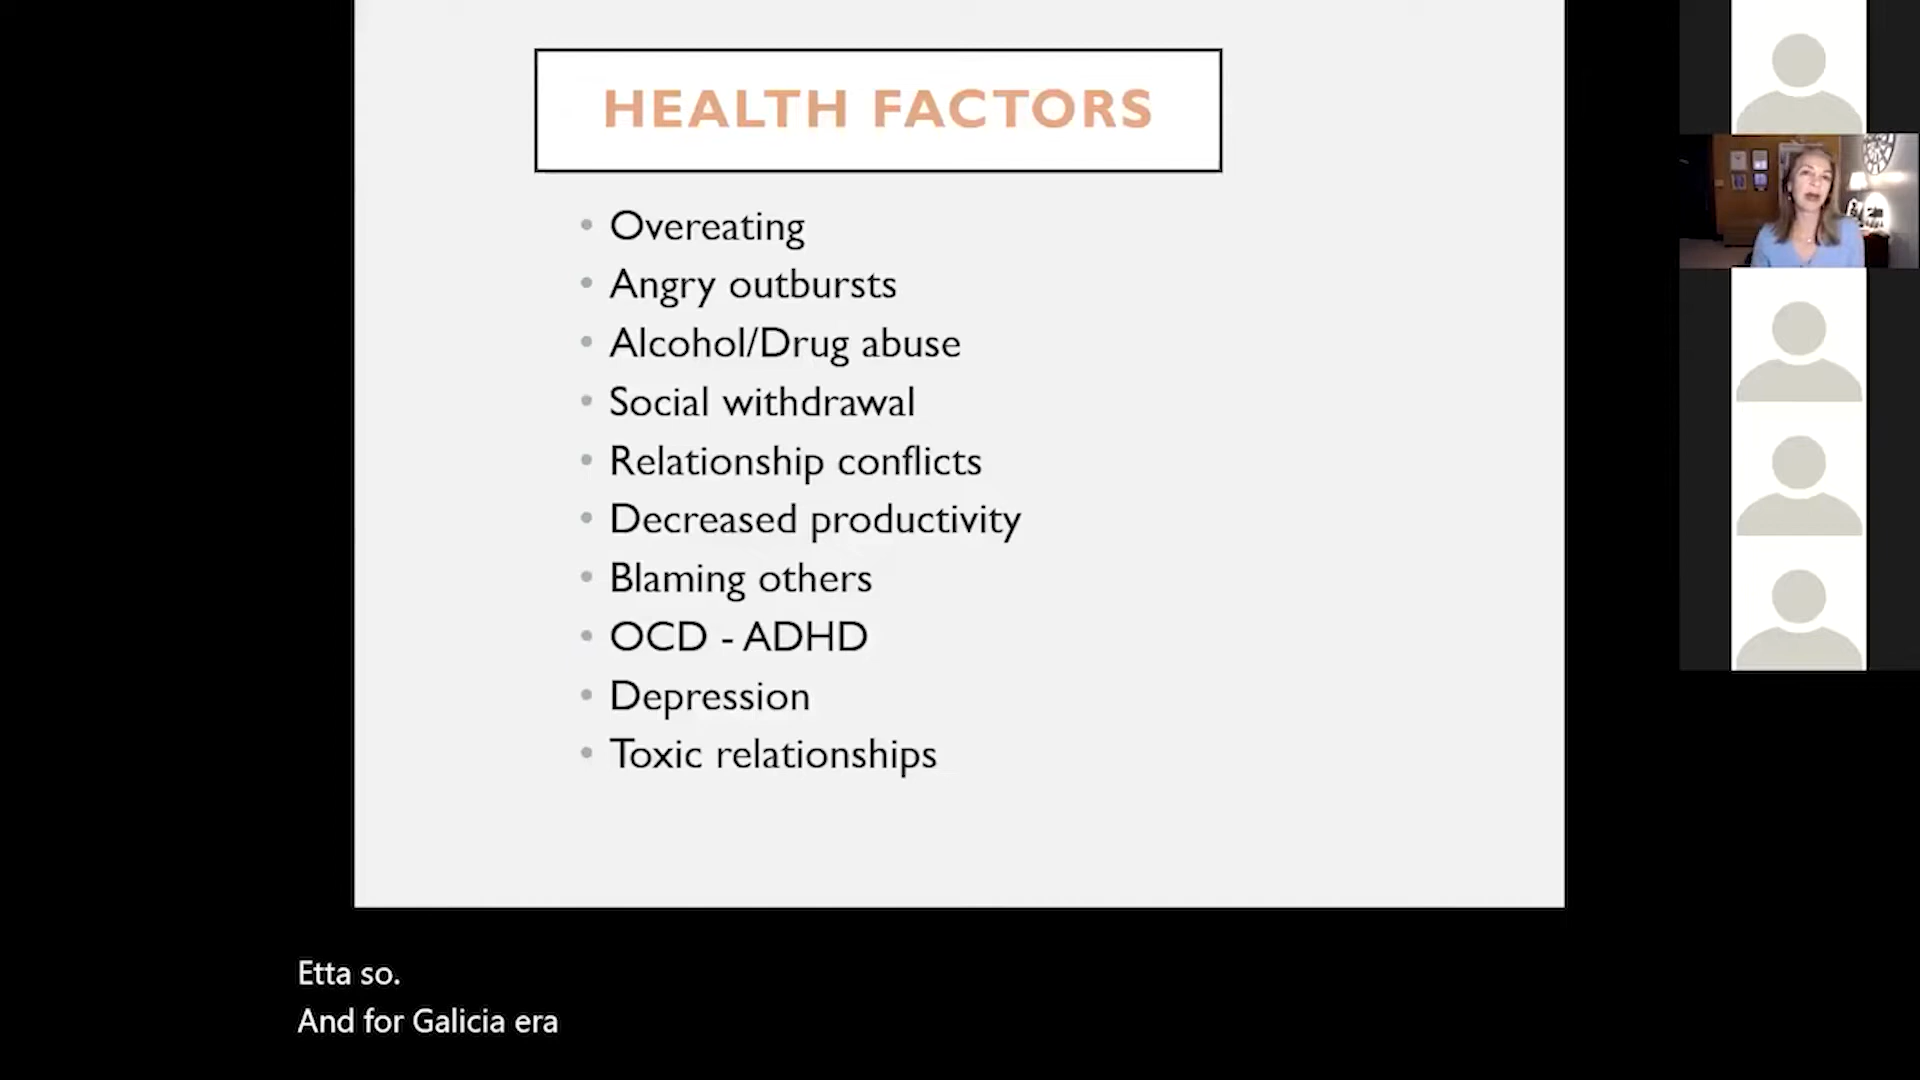 HEALTH FACTORS
• Overeating
• Angry outbursts
• Alcohol/Drug abuse
• Social withdrawal
• Relationship conflicts
• Decreased productivity
• Blaming others
• OCD - ADHD
• Depression
• Toxic relationships
Etta so.
And for Galicia era